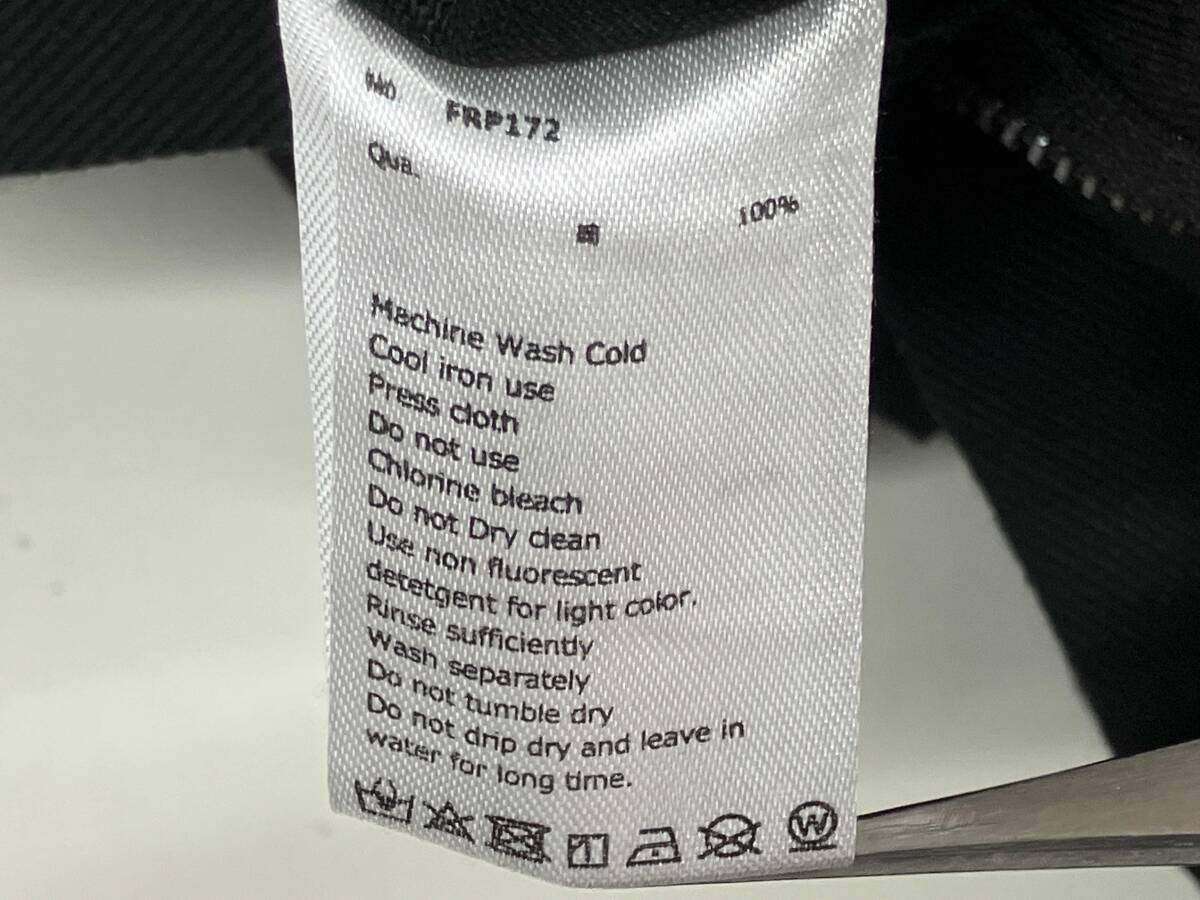 No FRP172
Qua.
綿 100%
Machine Wash Cold
Cool iron use
Press cloth
Do not use
Chlorine bleach
Do not Dry clean
Use non fluorescent
detetgent for light color.
Rinse sufficiently
Wash separately
Do not tumble dry
Do not drip dry and leave in
water for long time.
W